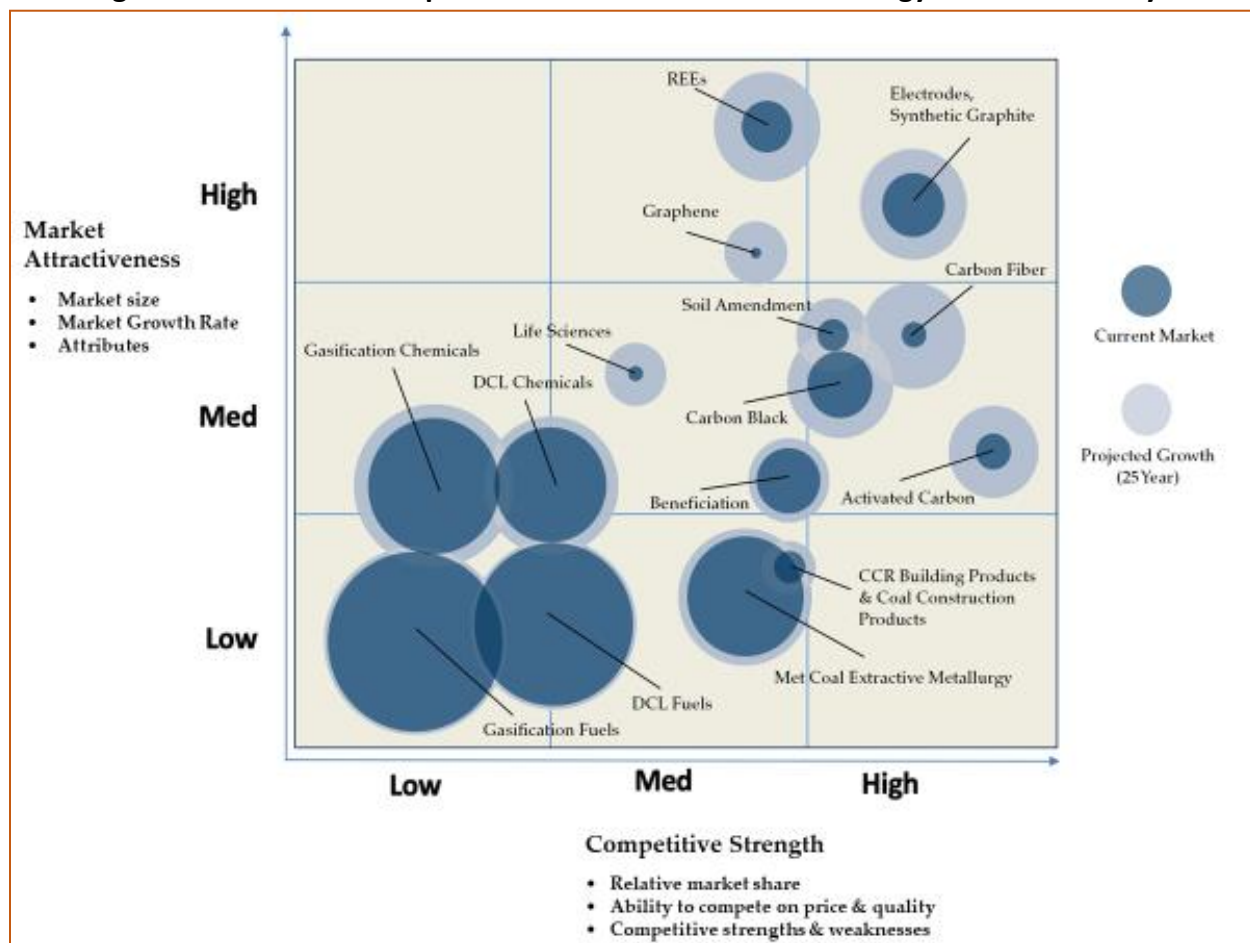 REEs
Electrodes,
Synthetic Graphite
High
Graphene
Market
Attractiveness
• Market size
• Market Growth Rate
• Attributes
Carbon Fiber
Soil Amendment
Life Sciences
Gasification Chemicals
DCL Chemicals
Current Market
Med
Carbon Black
Projected Growth
(25 Year)
Beneficiation
Activated Carbon
CCR Building Products
& Coal Construction
Products
Low
Met Coal Extractive Metallurgy
DCL Fuels
Gasification Fuels
Low
Med
High
Competitive Strength
• Relative market share
• Ability to compete on price & quality
• Competitive strengths & weaknesses